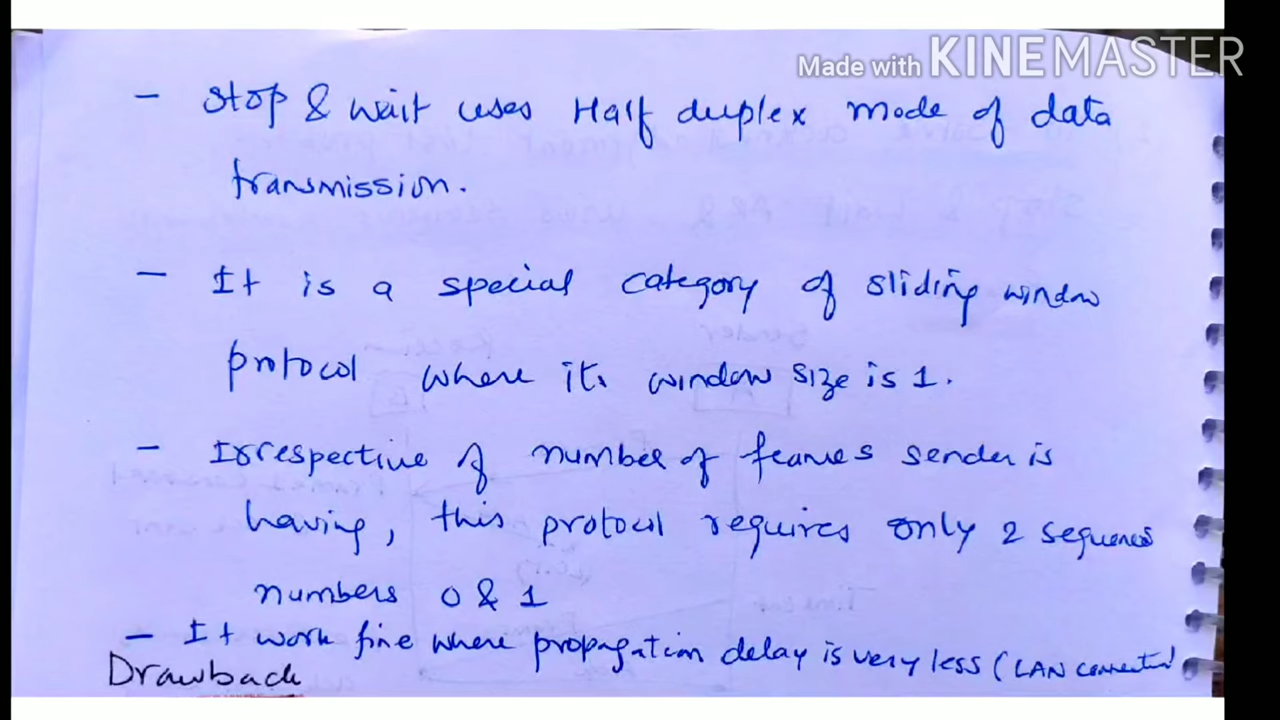 Made with KINEMASTER
- Stop & wait uses Half duplex mode of data
transmission.
- It is a special category of sliding window
protocol where its window size is 1.
- Irrespective of number of frames sender is
having, this protocol requires only 2 sequence
numbers 0 & 1
- It work fine where propagation delay is very less (LAN connection
Drawback